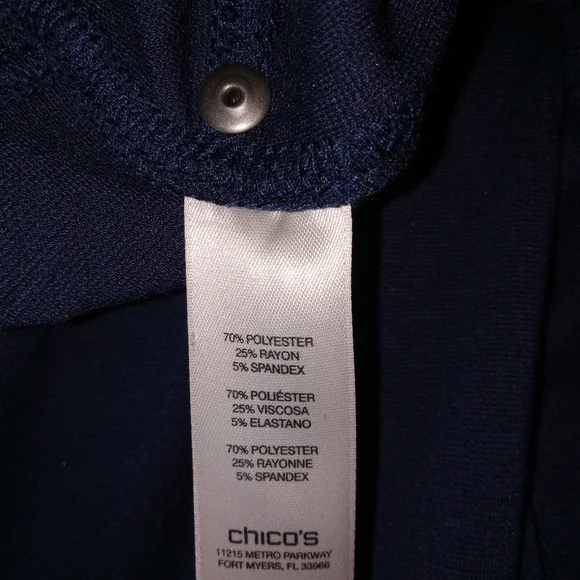 70% POLYESTER
25% RAYON
5% SPANDEX
70% POLIÉSTER
25% VISCOSA
5% ELASTANO
70% POLYESTER
25% RAYONNE
5% SPANDEX
chico's
11215 METRO PARKWAY
FORT MYERS, FL 33966